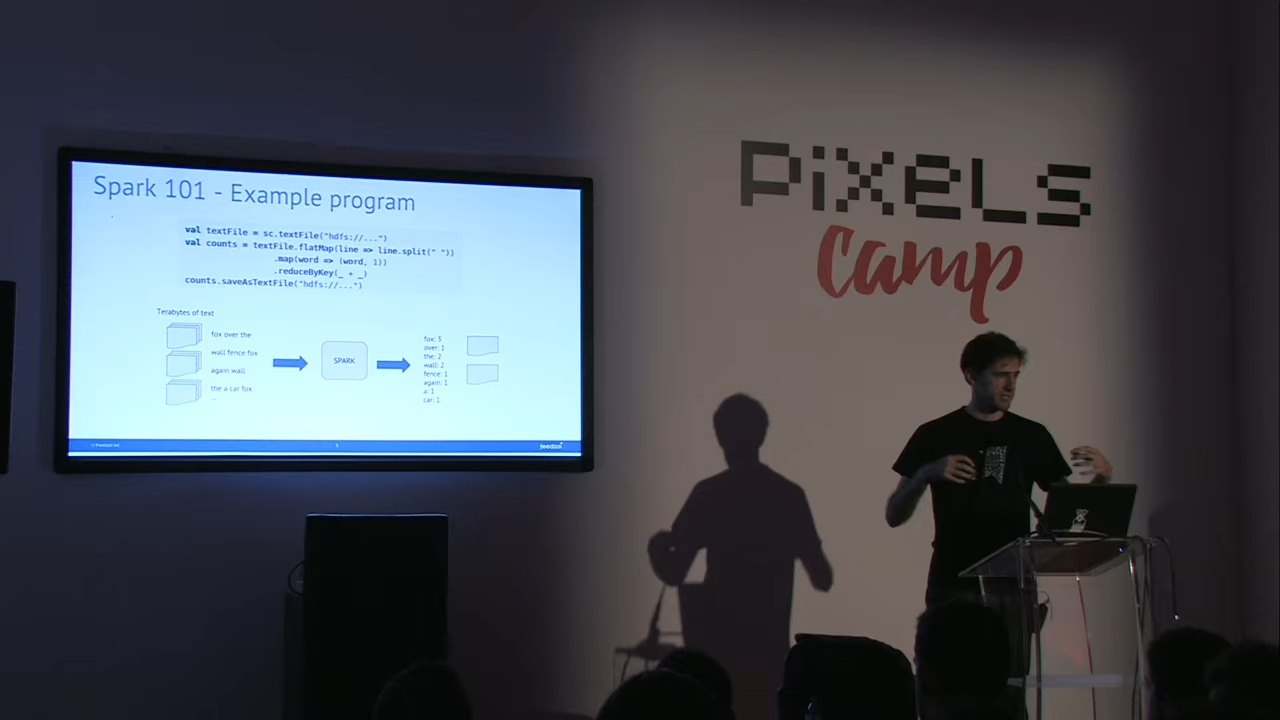 Spark 101 - Example program
val textFile = sc.textFile("hdfs://...")
val counts = textFile.flatMap(line => line.split(" "))
.map(word => (word, 1))
.reduceByKey(_ + _)
counts.saveAsTextFile("hdfs://...")
Terabytes of text
fox over the
wall fence fox
again wall
the a car fox
...
SPARK
fox: 3
over: 1
the: 2
wall: 2
fence: 1
again: 1
a: 1
car: 1
feedzai
pixels
camp